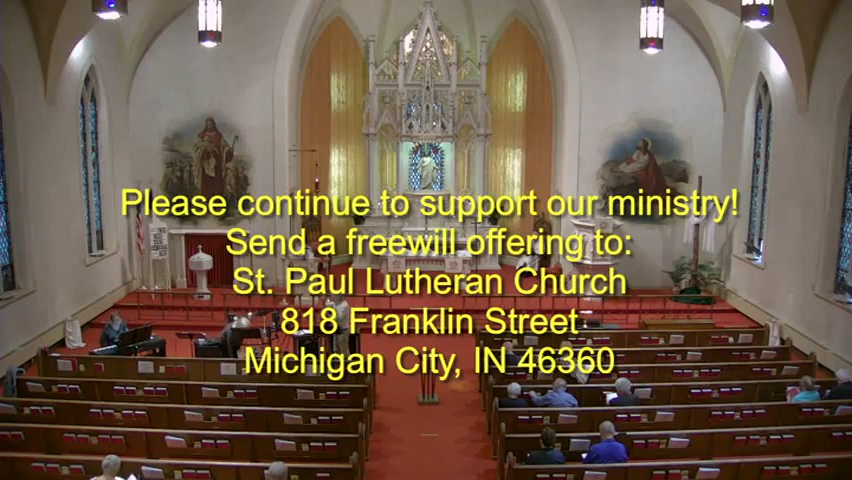 Please continue to support our ministry!
Send a freewill offering to:
St. Paul Lutheran Church
818 Franklin Street
Michigan City, IN 46360